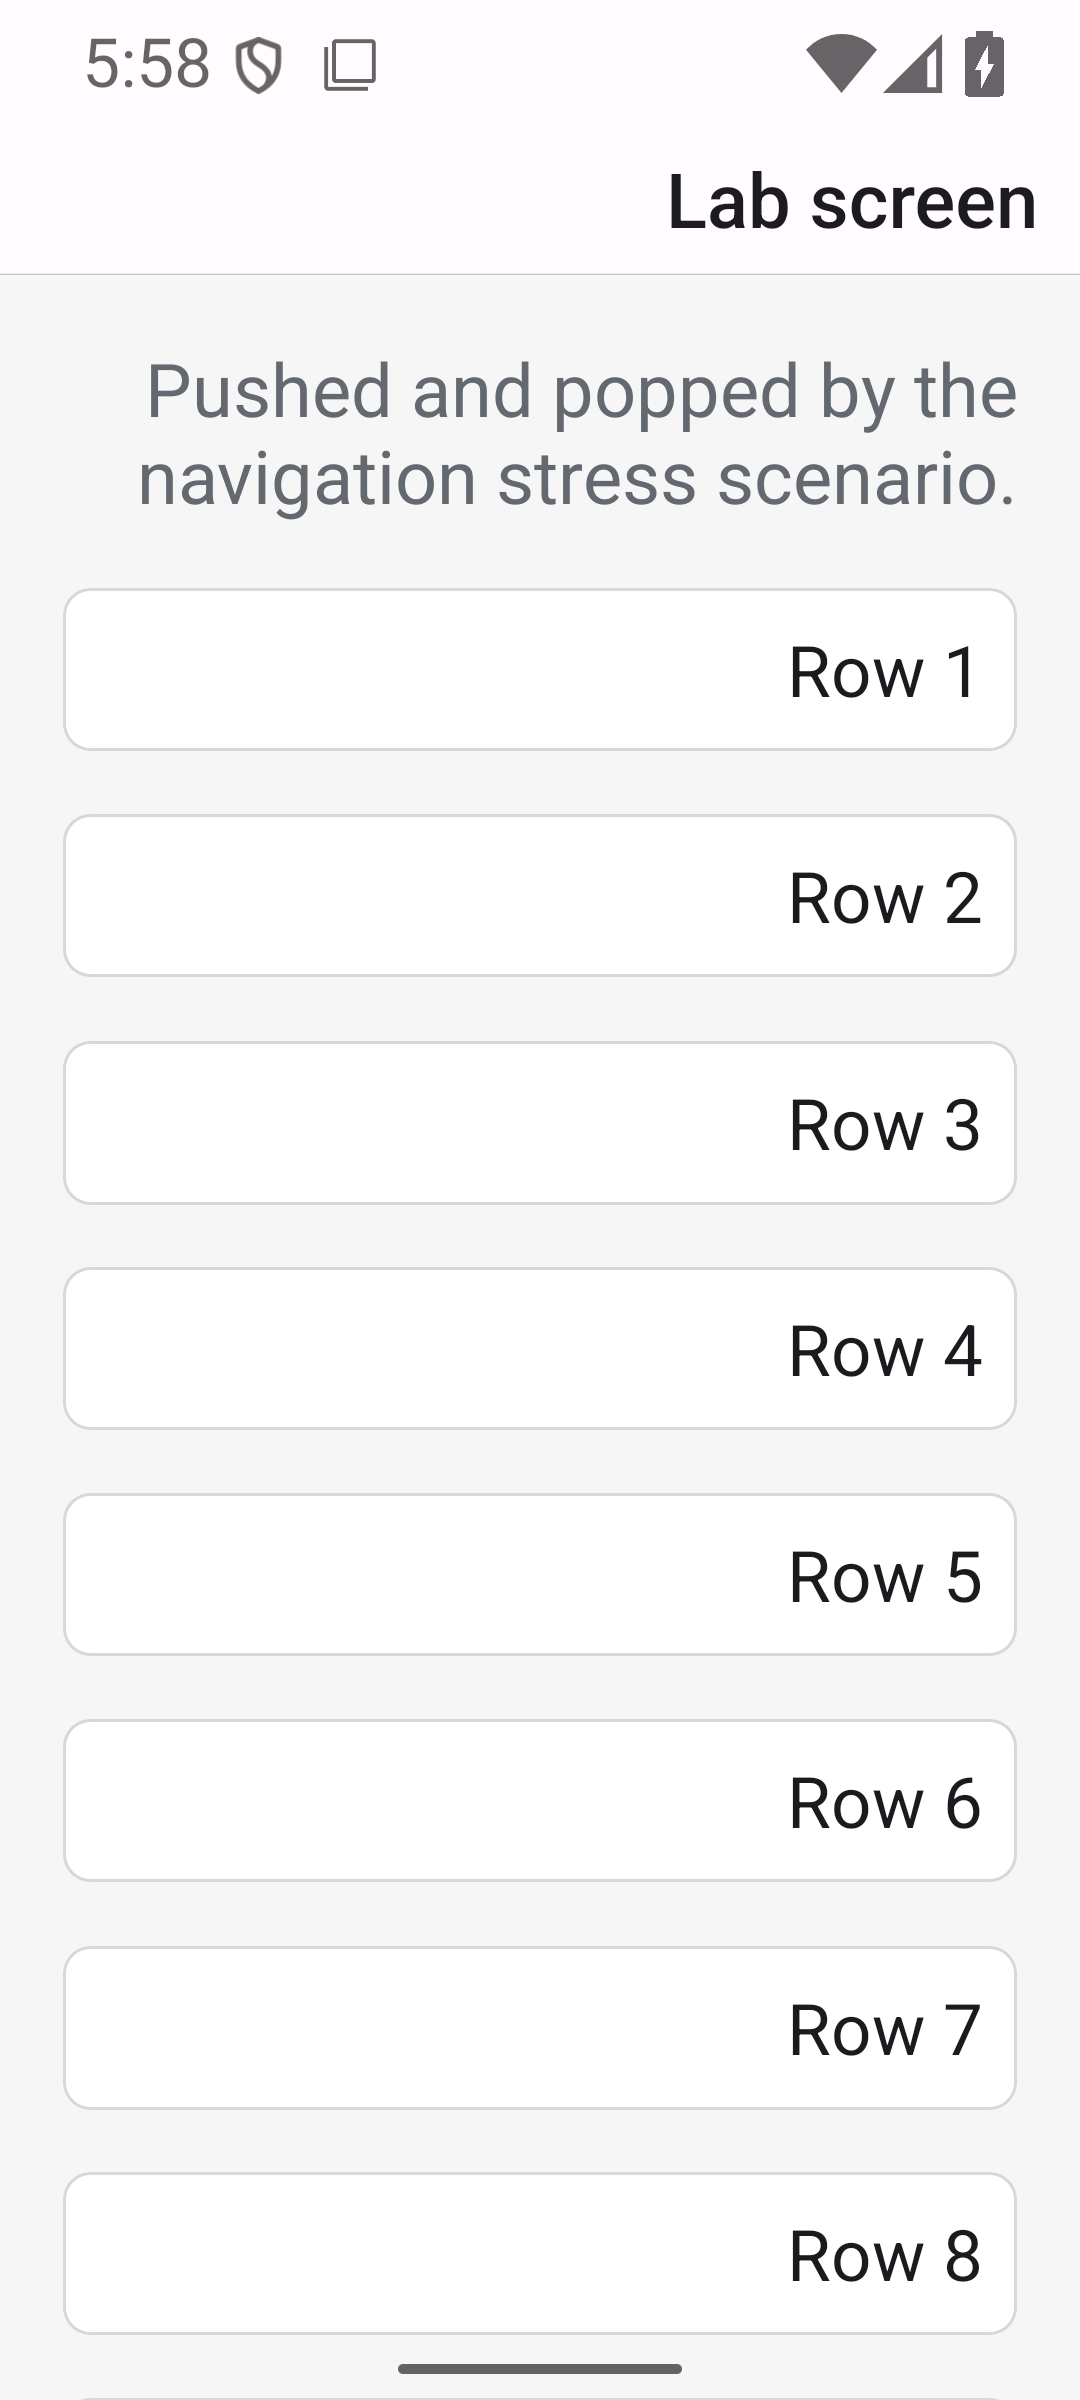 5:58
Lab screen
Pushed and popped by the
navigation stress scenario.
Row 1
Row 2
Row 3
Row 4
Row 5
Row 6
Row 7
Row 8